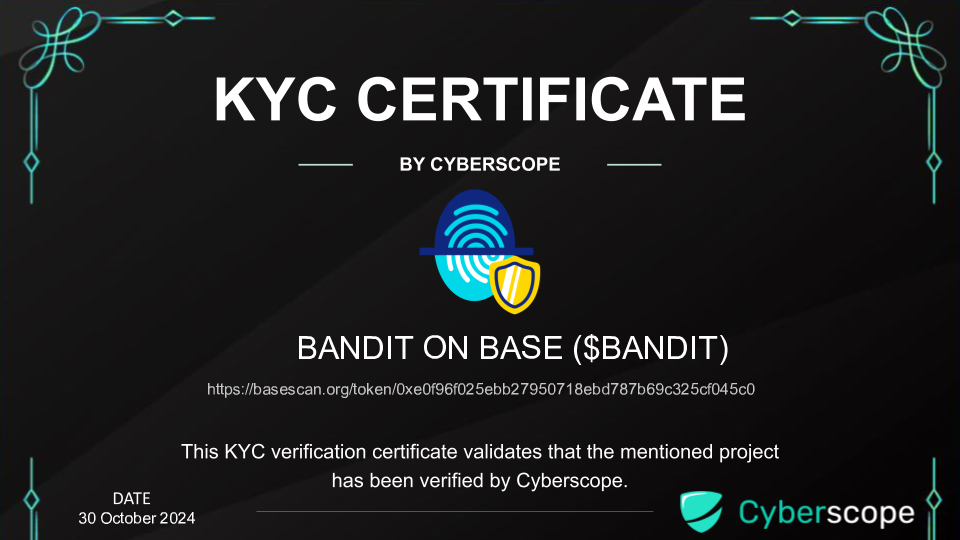 KYC CERTIFICATE
BY CYBERSCOPE
BANDIT ON BASE ($BANDIT)
https://basescan.org/token/0xe0f96f025ebb27950718ebd787b69c325cf045c0
This KYC verification certificate validates that the mentioned project
has been verified by Cyberscope.
DATE
30 October 2024
Cyberscope